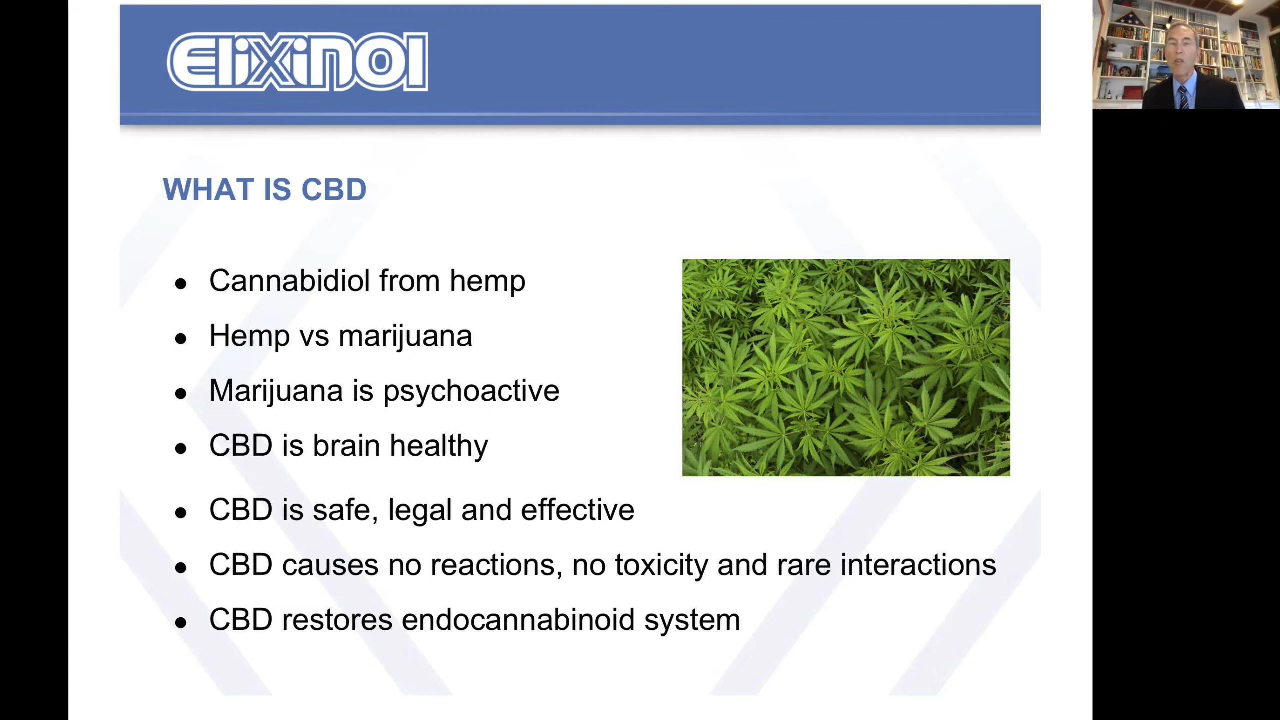 Elixinol
WHAT IS CBD
● Cannabidiol from hemp
● Hemp vs marijuana
● Marijuana is psychoactive
● CBD is brain healthy
● CBD is safe, legal and effective
● CBD causes no reactions, no toxicity and rare interactions
● CBD restores endocannabinoid system